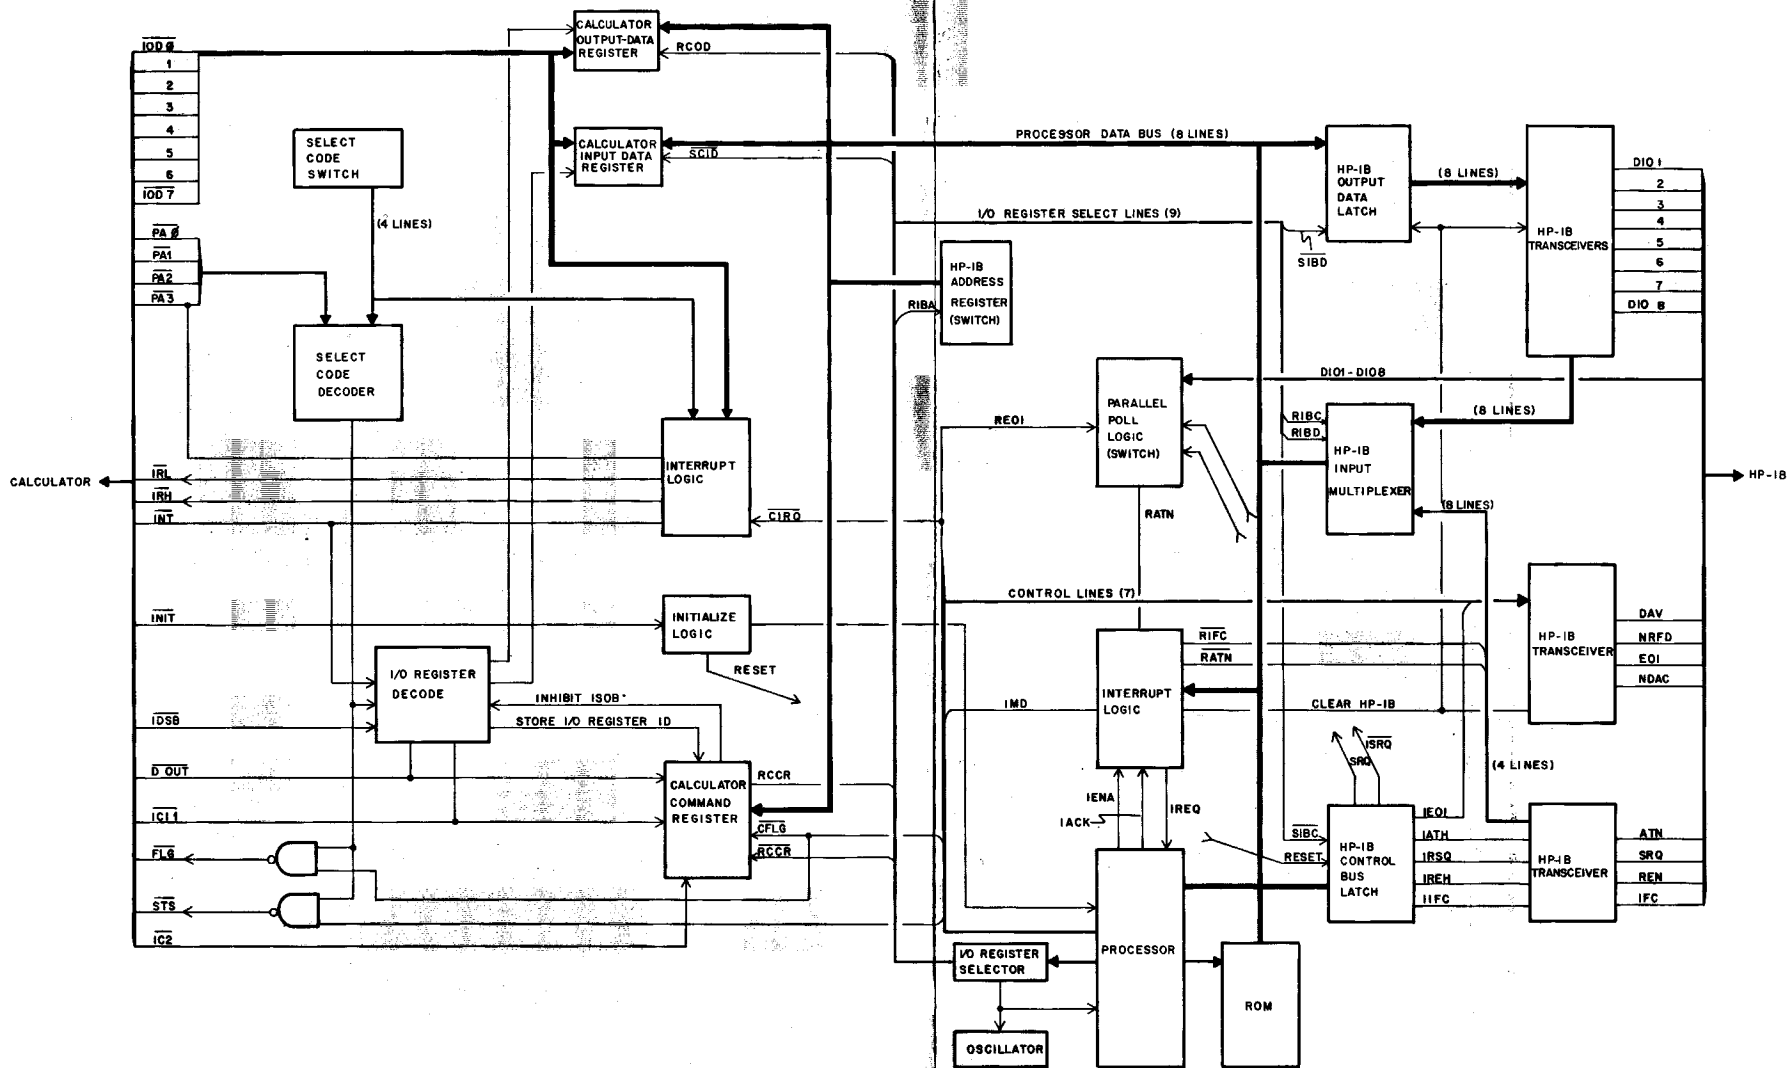 CALCULATOR
OUTPUT-DATA
REGISTER
RCOD
IOD0
1
2
3
4
5
6
IOD7
SELECT
CODE
SWITCH
(4 LINES)
CALCULATOR
INPUT DATA
REGISTER
SCID
PROCESSOR DATA BUS (8 LINES)
I/O REGISTER SELECT LINES (9)
HP-IB
OUTPUT
DATA
LATCH
SIBD
(8 LINES)
HP-IB
TRANSCEIVERS
DIO1
2
3
4
5
6
7
DIO 8
PA0
PA1
PA2
PA3
HP-IB
ADDRESS
REGISTER
(SWITCH)
RIBA
SELECT
CODE
DECODER
PARALLEL
POLL
LOGIC
(SWITCH)
DIO1-DIO8
REOI
RATN
RIBC
RIBD
HP-IB
INPUT
MULTIPLEXER
(8 LINES)
(8 LINES)
CALCULATOR
IRL
IRH
INT
INTERRUPT
LOGIC
CIRQ
HP-IB
CONTROL LINES (7)
INIT
INITIALIZE
LOGIC
RESET
RIFC
RATN
INTERRUPT
LOGIC
IMD
CLEAR HP-IB
HP-IB
TRANSCEIVER
DAV
NRFD
EOI
NDAC
I/O REGISTER
DECODE
INHIBIT ISOB
STORE I/O REGISTER ID
IDSB
D OUT
ICI1
FLG
STS
IC2
CALCULATOR
COMMAND
REGISTER
RCCR
CFLG
RCCR
IENA
IACK
IREQ
SRQ
ISRQ
(4 LINES)
SIBC
RESET
HP-IB
CONTROL
BUS
LATCH
IEOI
IATH
IRSQ
IREH
IIFC
HP-IB
TRANSCEIVER
ATN
SRQ
REN
IFC
I/O REGISTER
SELECTOR
PROCESSOR
ROM
OSCILLATOR